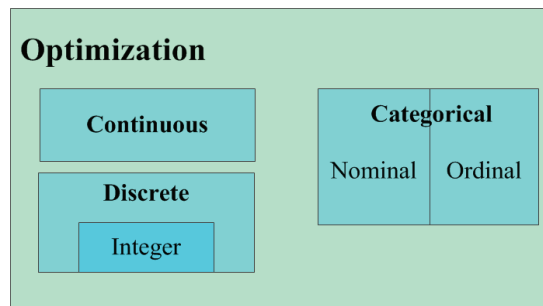 Optimization
Continuous
Discrete
Integer
Categorical
Nominal
Ordinal